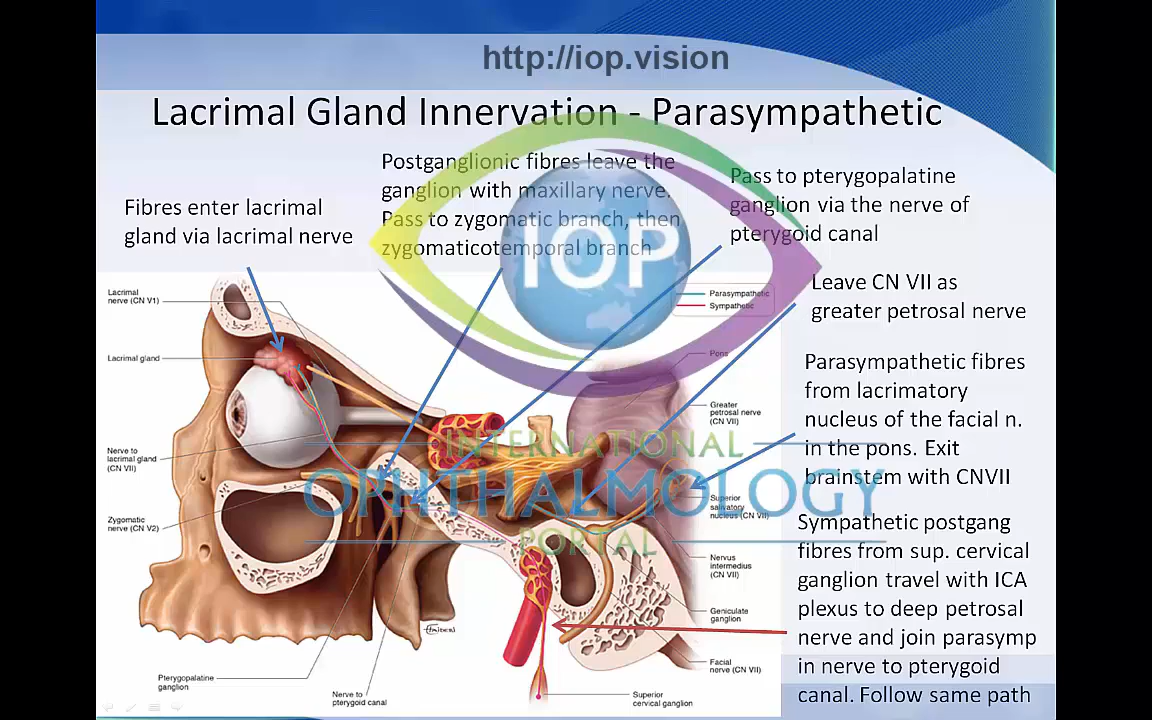 http://iop.vision
Lacrimal Gland Innervation - Parasympathetic
Fibres enter lacrimal
gland via lacrimal nerve
Postganglionic fibres leave the
ganglion with maxillary nerve.
Pass to zygomatic branch, then
zygomaticotemporal branch
Pass to pterygopalatine
ganglion via the nerve of
pterygoid canal
Leave CN VII as
greater petrosal nerve
Parasympathetic fibres
from lacrimatory
nucleus of the facial n.
in the pons. Exit
brainstem with CNVII
Sympathetic postgang
fibres from sup. cervical
ganglion travel with ICA
plexus to deep petrosal
nerve and join parasymp
in nerve to pterygoid
canal. Follow same path
IOP
INTERNATIONAL
OPHTHALMOLOGY
PORTAL
Parasympathetic
Sympathetic
Lacrimal
nerve (CN V1)
Lacrimal gland
Nerve to
lacrimal gland
(CN VII)
Zygomatic
nerve (CN V2)
Pterygopalatine
ganglion
Nerve to
pterygoid canal
Pons
Greater
petrosal nerve
(CN VII)
Superior
salivatory
nucleus (CN VII)
Nervus
intermedius
(CN VII)
Geniculate
ganglion
Facial
nerve (CN VII)
Superior
cervical ganglion